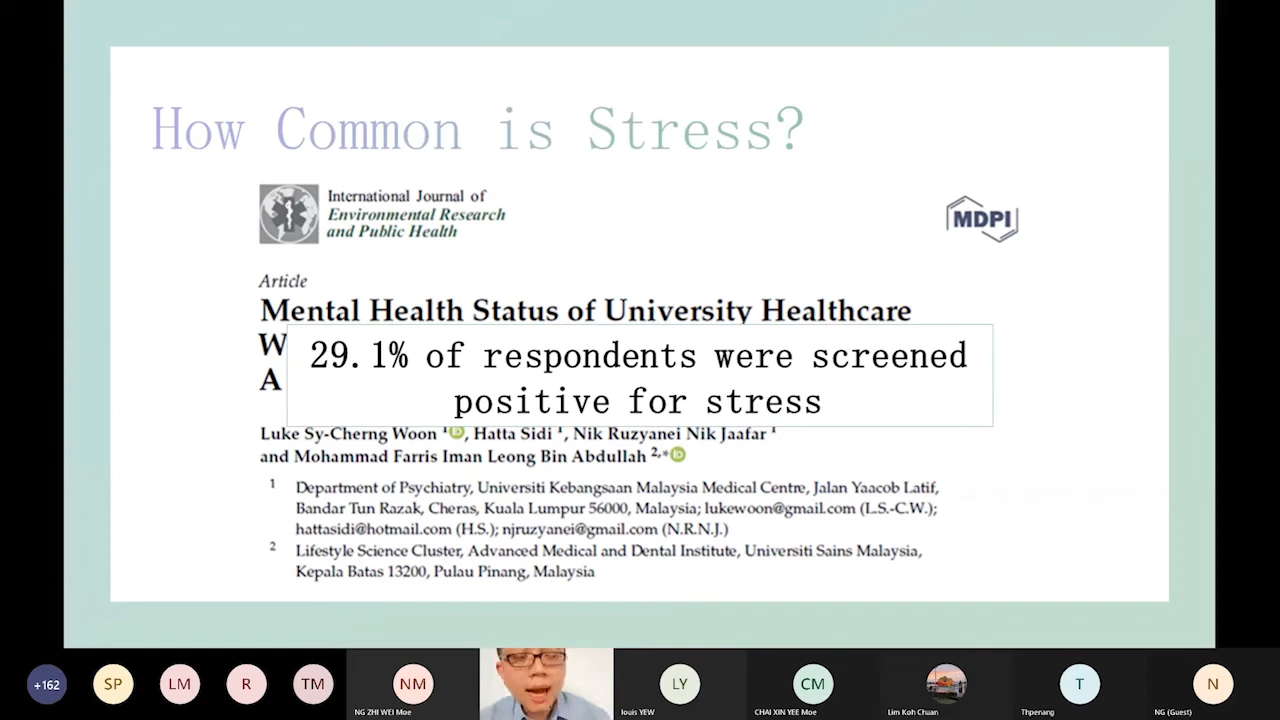 How Common is Stress?
International Journal of
Environmental Research
and Public Health
MDPI
Article
Mental Health Status of University Healthcare
W
A
29.1% of respondents were screened
positive for stress
Luke Sy-Cherng Woon ¹, Hatta Sidi ¹, Nik Ruzyanei Nik Jaafar ¹
and Mohammad Farris Iman Leong Bin Abdullah ²,*
1 Department of Psychiatry, Universiti Kebangsaan Malaysia Medical Centre, Jalan Yaacob Latif,
Bandar Tun Razak, Cheras, Kuala Lumpur 56000, Malaysia; lukewoon@gmail.com (L.S.-C.W.);
hattasidi@hotmail.com (H.S.); njruzyanei@gmail.com (N.R.N.J.)
2 Lifestyle Science Cluster, Advanced Medical and Dental Institute, Universiti Sains Malaysia,
Kepala Batas 13200, Pulau Pinang, Malaysia
+162
SP
LM
R
TM
NM
LY
CM
T
N
NG ZHI WEI Moe
louis YEW
CHAI XIN YEE Moe
Lim Koh Chuan
Thpenang
NG (Guest)